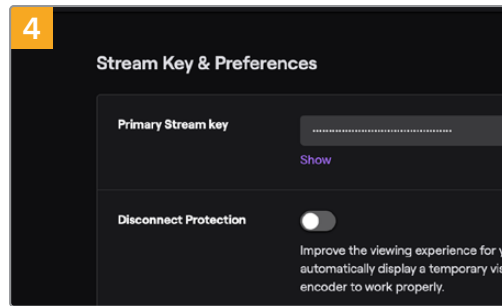 4
Stream Key & Preferences
Primary Stream key
Show
Disconnect Protection
Improve the viewing experience for
automatically display a temporary
encoder to work properly.